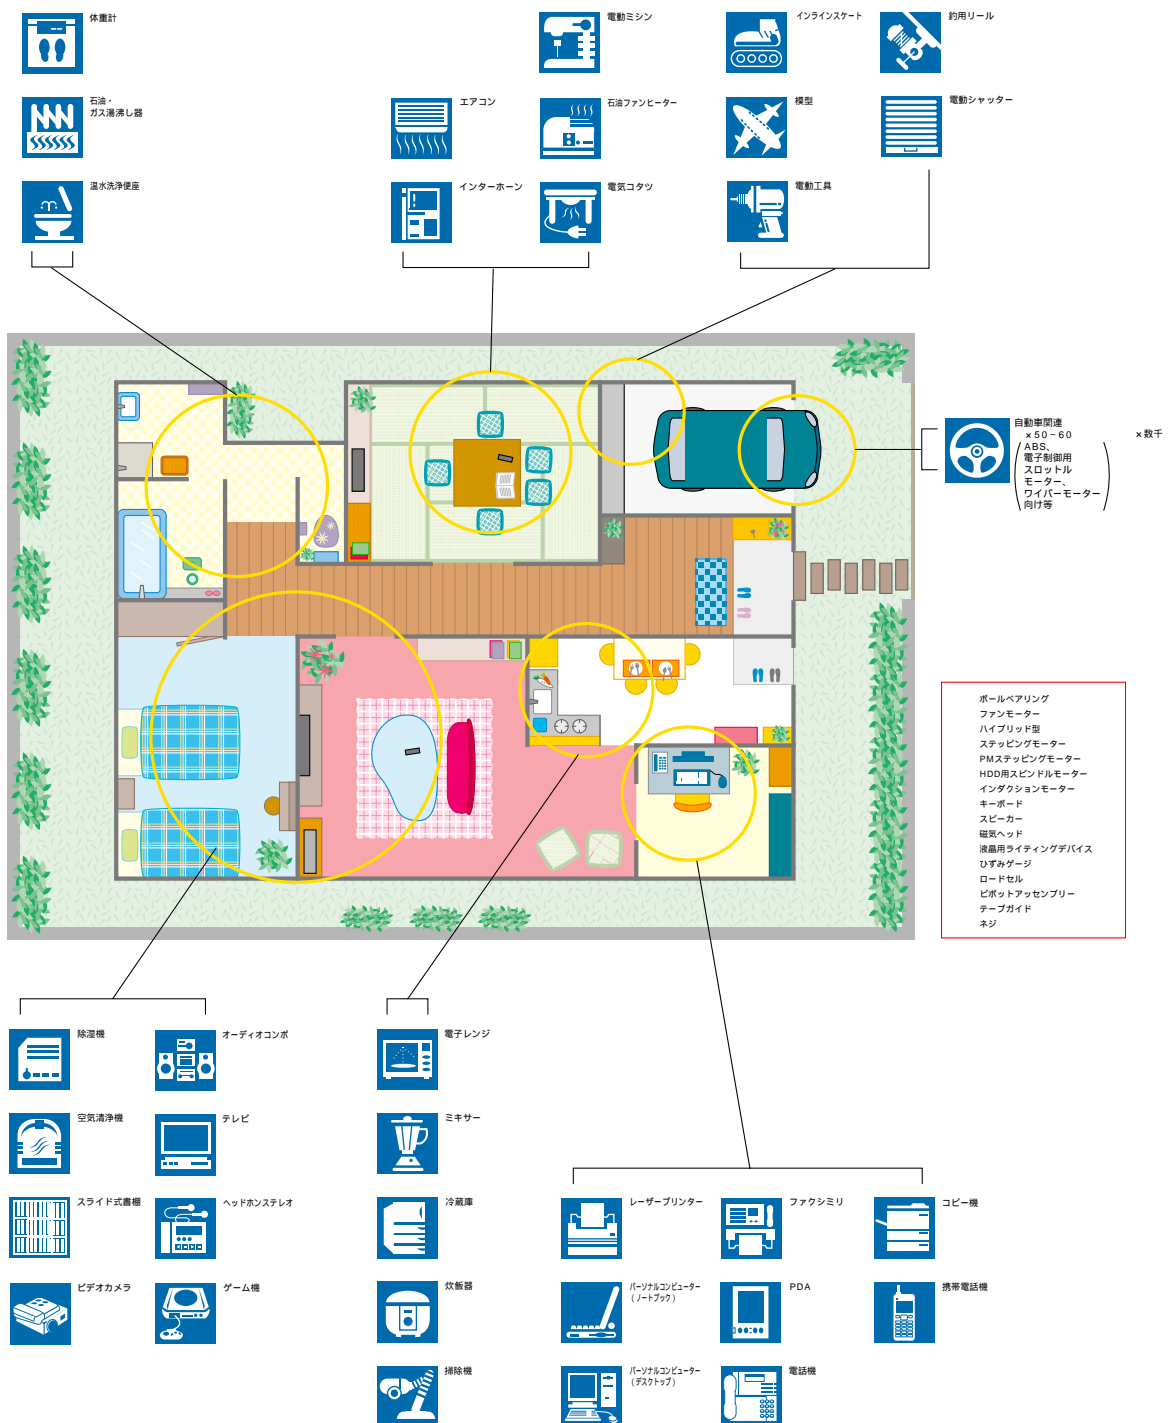 体重計
石油・
ガス湯沸し器
温水洗浄便座
エアコン
インターホーン
電動ミシン
石油ファンヒーター
電気コタツ
インラインスケート
模型
電動工具
釣用リール
電動シャッター
自動車関連
×50-60
ABS、
電子制御用
スロットル
モーター、
ワイパーモーター
向け等
×数千
ボールベアリング
ファンモーター
ハイブリッド型
ステッピングモーター
PMステッピングモーター
HDD用スピンドルモーター
インダクションモーター
キーボード
スピーカー
磁気ヘッド
液晶用ライティングデバイス
ひずみゲージ
ロードセル
ピボットアッセンブリー
テープガイド
ネジ
除湿機
空気清浄機
スライド式書棚
ビデオカメラ
オーディオコンポ
テレビ
ヘッドホンステレオ
ゲーム機
電子レンジ
ミキサー
冷蔵庫
炊飯器
掃除機
レーザープリンター
パーソナルコンピューター
(ノートブック)
パーソナルコンピューター
(デスクトップ)
ファクシミリ
PDA
電話機
コピー機
携帯電話機